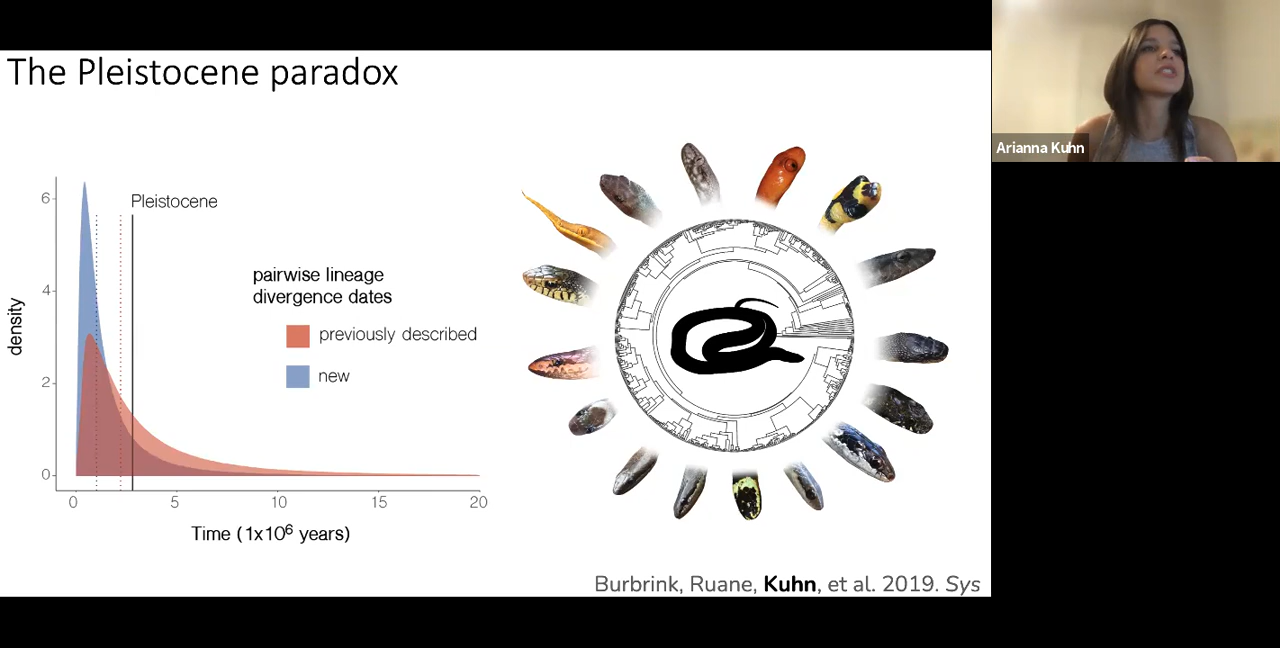 The Pleistocene paradox
Arianna Kuhn
Pleistocene
density
6
4
2
0
pairwise lineage
divergence dates
previously described
new
0 5 10 15 20
Time (1x10⁶ years)
Burbrink, Ruane, Kuhn, et al. 2019. Sys